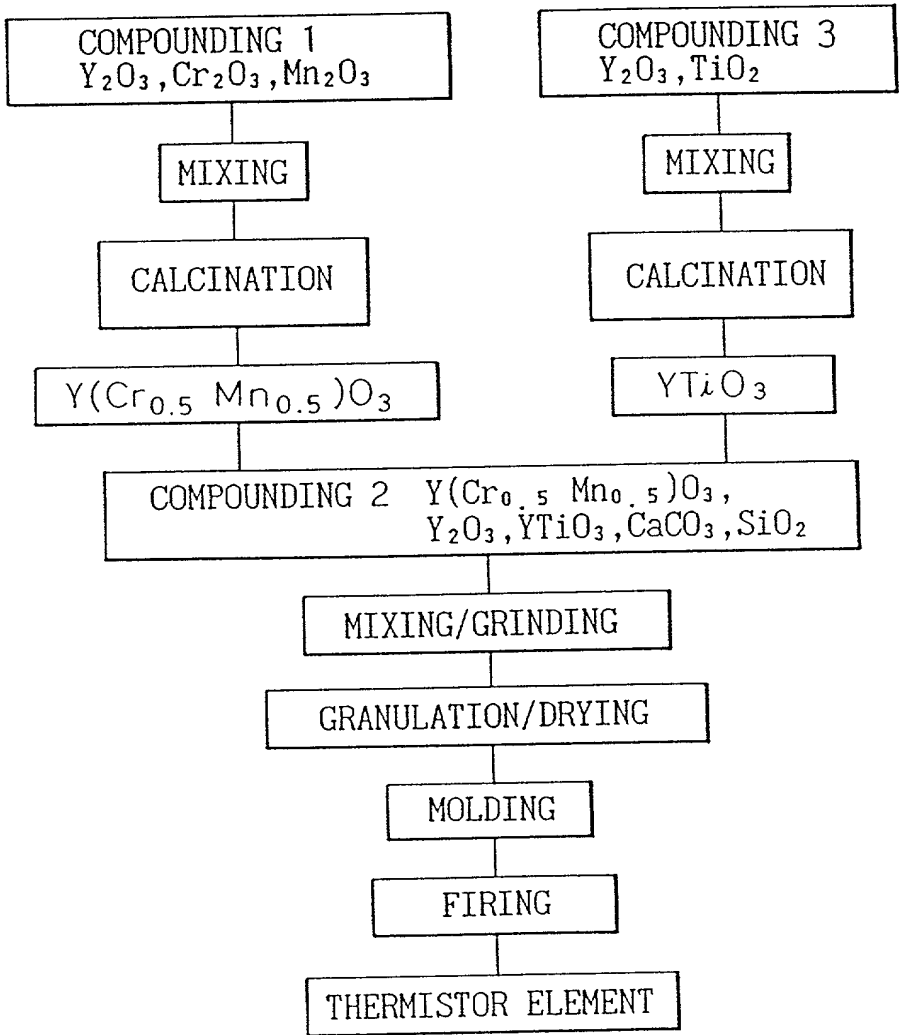 COMPOUNDING 1
Y₂O₃,Cr₂O₃,Mn₂O₃
MIXING
CALCINATION
Y(Cr₀.₅ Mn₀.₅)O₃
COMPOUNDING 3
Y₂O₃,TiO₂
MIXING
CALCINATION
YTiO₃
COMPOUNDING 2 Y(Cr₀.₅ Mn₀.₅)O₃,
Y₂O₃,YTiO₃,CaCO₃,SiO₂
MIXING/GRINDING
GRANULATION/DRYING
MOLDING
FIRING
THERMISTOR ELEMENT